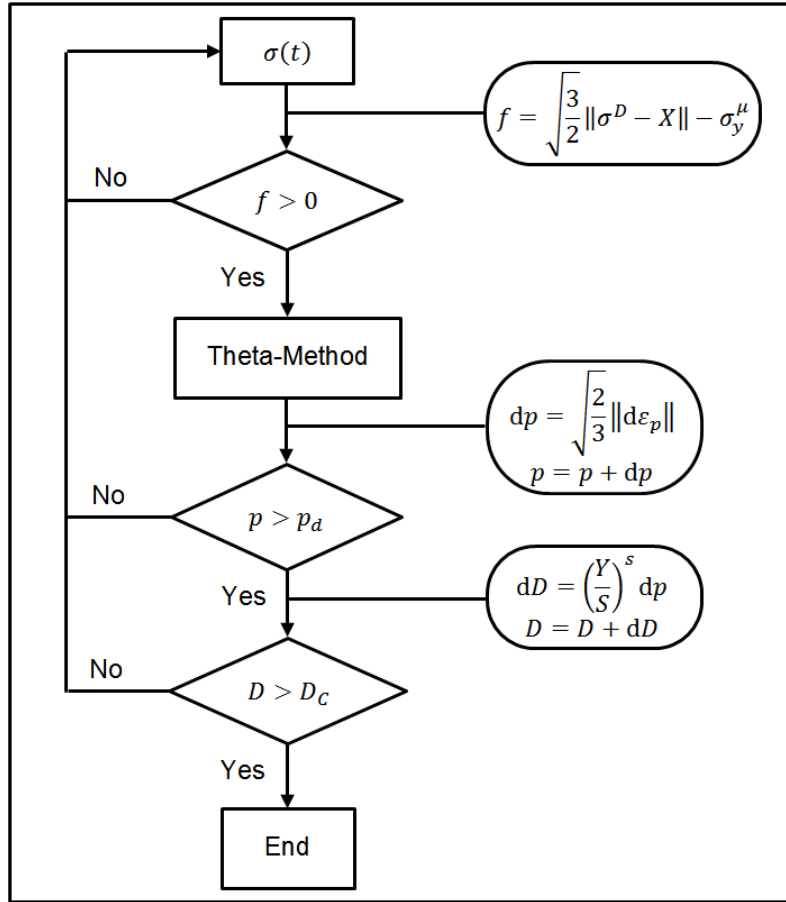 σ(t)
f = √(3/2) ‖σ^D − X‖ − σ_y^μ
No
f > 0
Yes
Theta-Method
dp = √(2/3) ‖dε_p‖
p = p + dp
No
p > p_d
Yes
dD = (Y/S)^s dp
D = D + dD
No
D > D_C
Yes
End